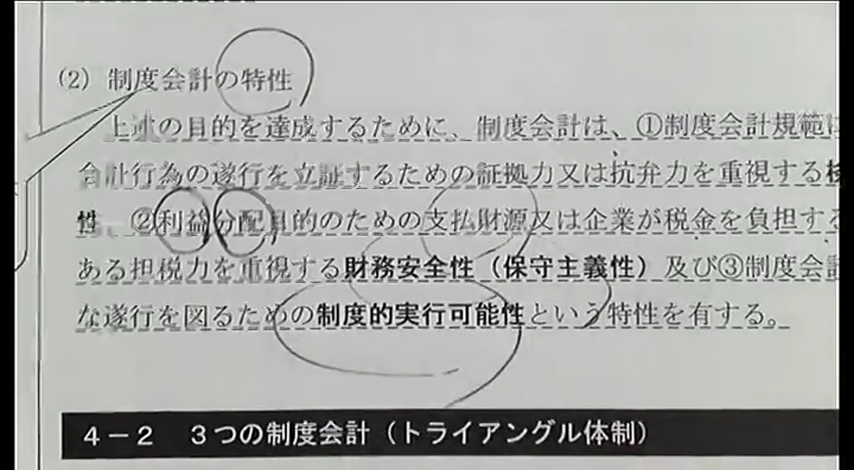 (2) 制度会計の特性
上述の目的を達成するために、制度会計は、①制度会計規範に
会計行為の遂行を立証するための証拠力又は抗弁力を重視する
性、②利益分配目的のための支払財源又は企業が税金を負担する
ある担税力を重視する財務安全性（保守主義性）及び③制度会計
な遂行を図るための制度的実行可能性という特性を有する。
4－2 3つの制度会計（トライアングル体制）